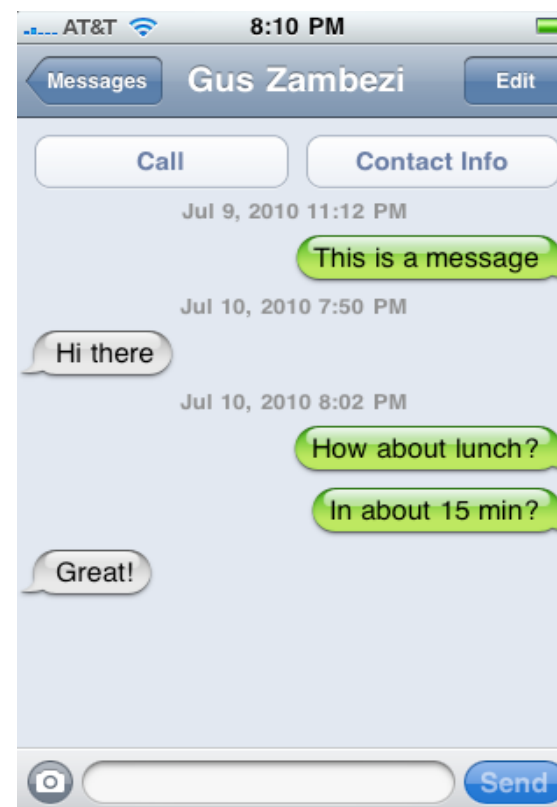 AT&T 8:10 PM
Messages Gus Zambezi Edit
Call Contact Info
Jul 9, 2010 11:12 PM
This is a message
Jul 10, 2010 7:50 PM
Hi there
Jul 10, 2010 8:02 PM
How about lunch?
In about 15 min?
Great!
Send